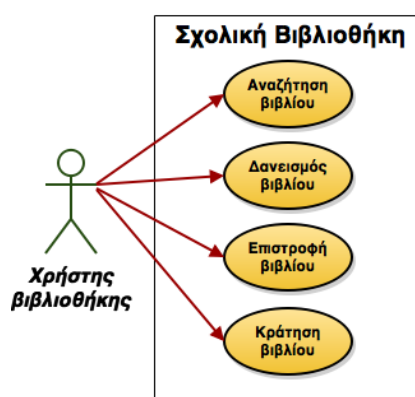 Σχολική Βιβλιοθήκη
Αναζήτηση
βιβλίου
Δανεισμός
βιβλίου
Επιστροφή
βιβλίου
Κράτηση
βιβλίου
Χρήστης
βιβλιοθήκης